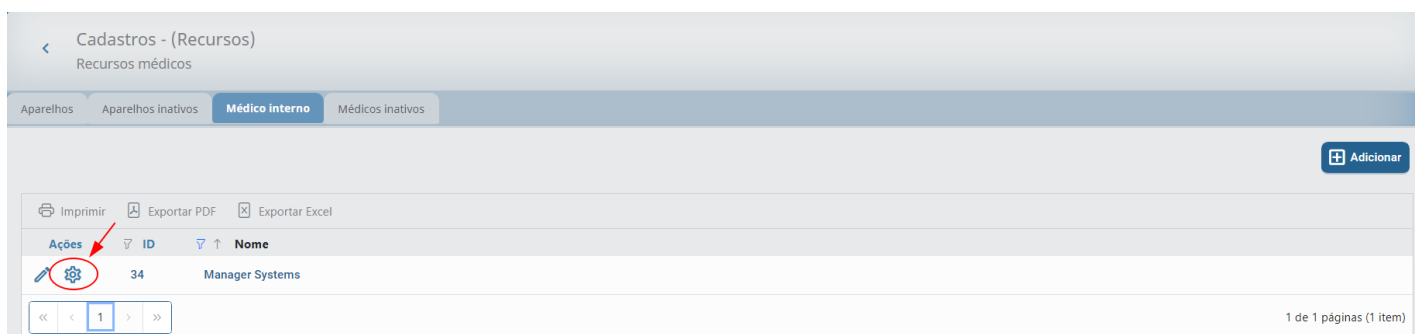 Cadastros - (Recursos)
Recursos médicos
Aparelhos Aparelhos inativos Médico interno Médicos inativos
Adicionar
Imprimir Exportar PDF Exportar Excel
Ações ID Nome
34 Manager Systems
1 1 de 1 páginas (1 item)